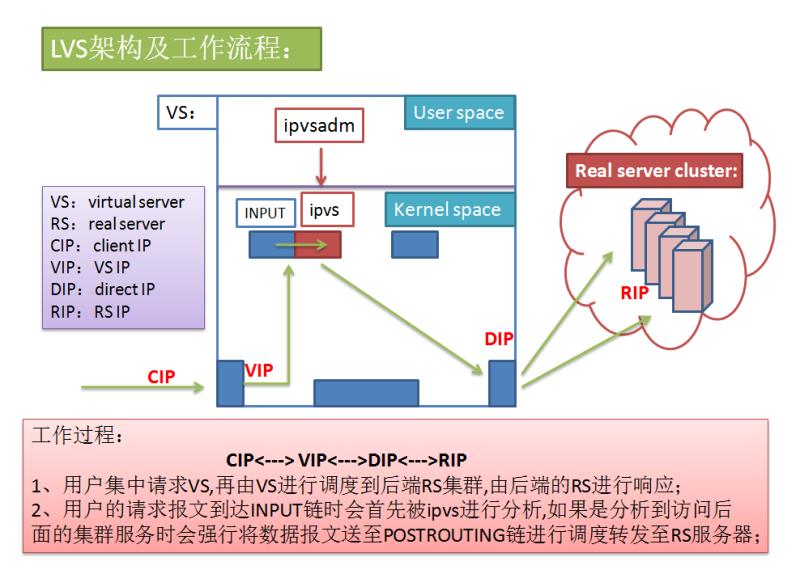 LVS架构及工作流程：
VS：
User space
ipvsadm
Real server cluster:
VS：virtual server
RS：real server
CIP：client IP
VIP：VS IP
DIP：direct IP
RIP：RS IP
INPUT
ipvs
Kernel space
RIP
DIP
CIP
VIP
工作过程：
CIP<---> VIP<--->DIP<--->RIP
1、用户集中请求VS,再由VS进行调度到后端RS集群,由后端的RS进行响应；
2、用户的请求报文到达INPUT链时会首先被ipvs进行分析,如果是分析到访问后
面的集群服务时会强行将数据报文送至POSTROUTING链进行调度转发至RS服务器；